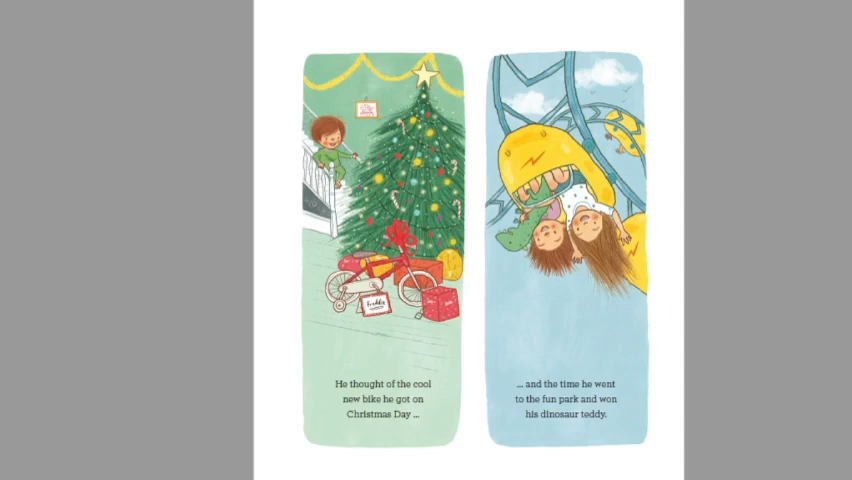 Freddie
He thought of the cool
new bike he got on
Christmas Day ...
... and the time he went
to the fun park and won
his dinosaur teddy.